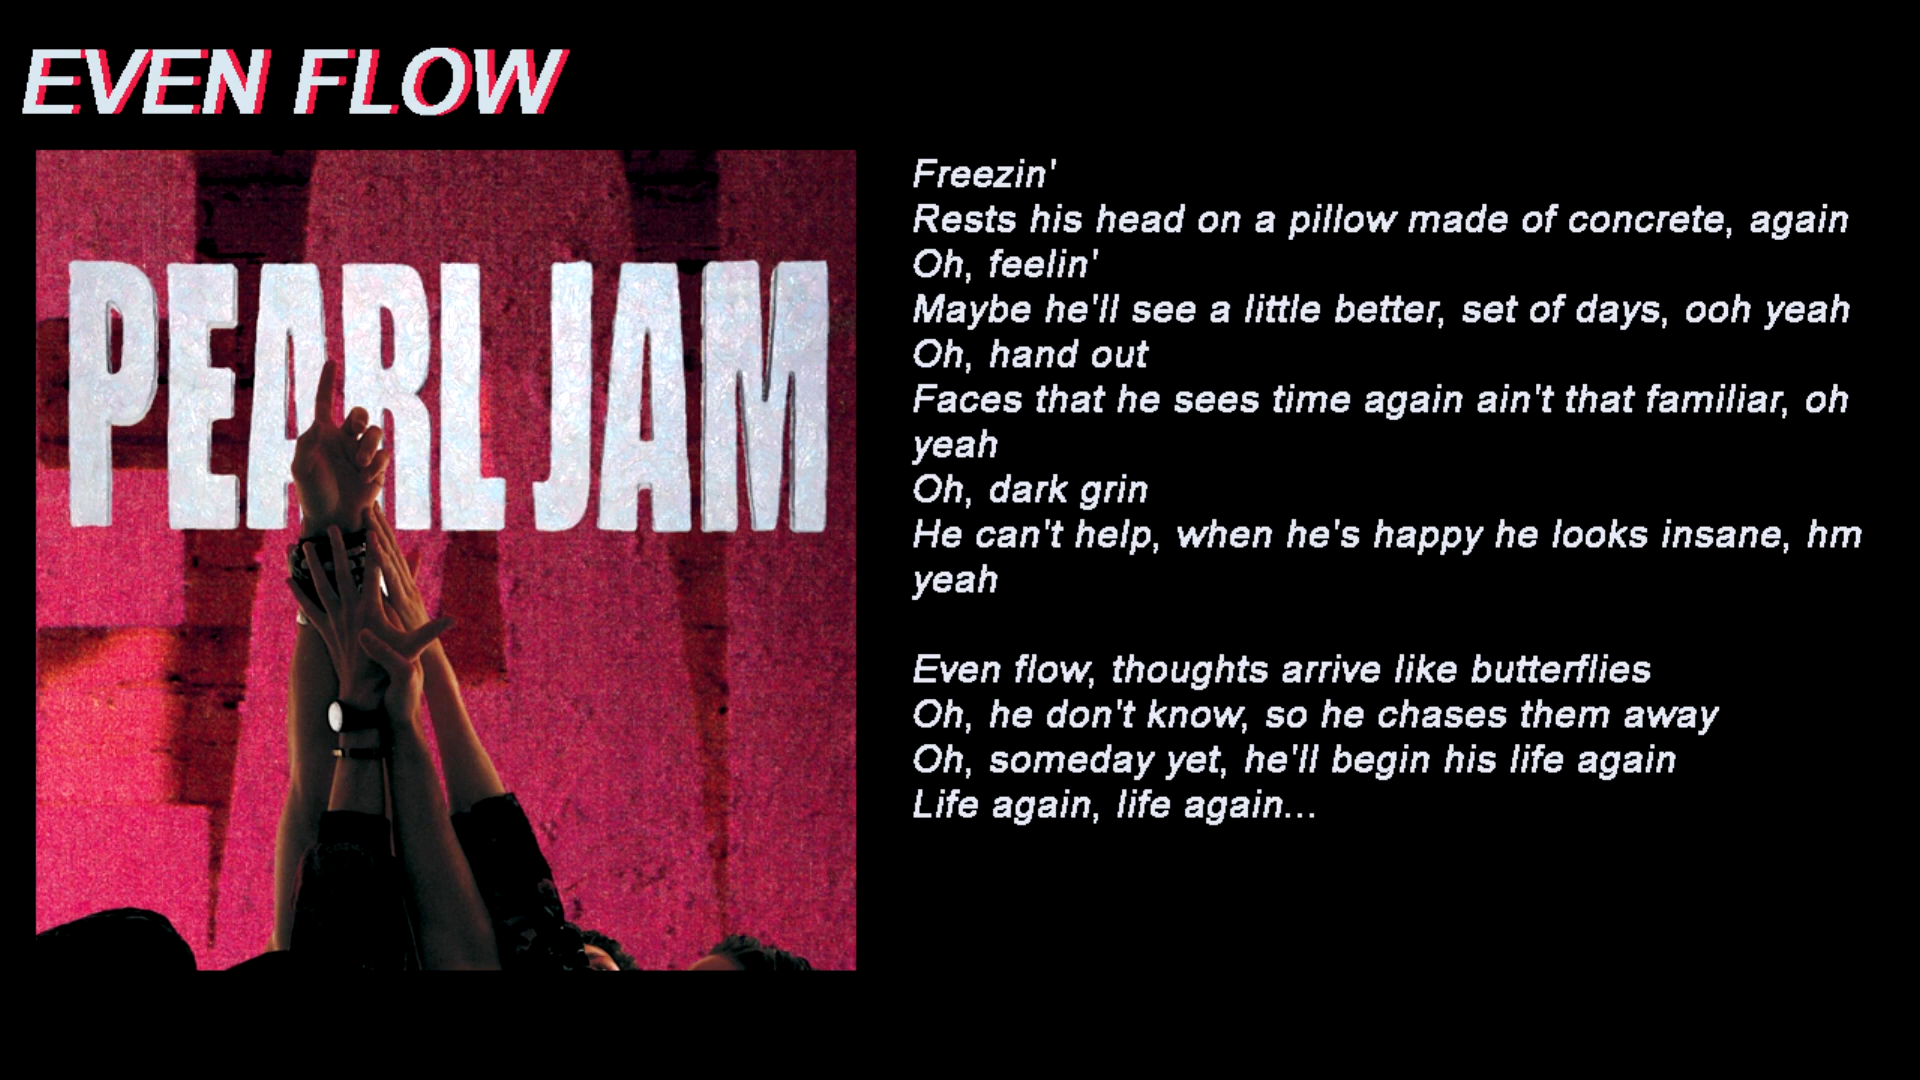 EVEN FLOW
PEARL JAM
Freezin'
Rests his head on a pillow made of concrete, again
Oh, feelin'
Maybe he'll see a little better, set of days, ooh yeah
Oh, hand out
Faces that he sees time again ain't that familiar, oh
yeah
Oh, dark grin
He can't help, when he's happy he looks insane, hm
yeah
Even flow, thoughts arrive like butterflies
Oh, he don't know, so he chases them away
Oh, someday yet, he'll begin his life again
Life again, life again...